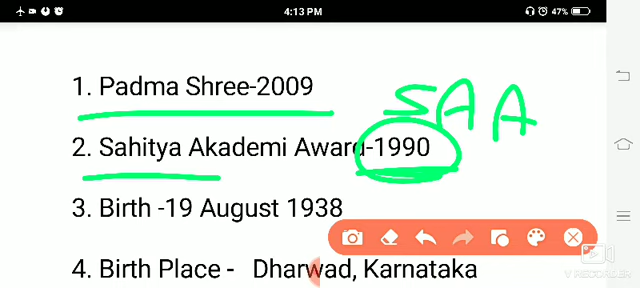 4:13 PM 47%
1. Padma Shree-2009
SAA
2. Sahitya Akademi Award-1990
3. Birth -19 August 1938
4. Birth Place - Dharwad, Karnataka
V RECORDER